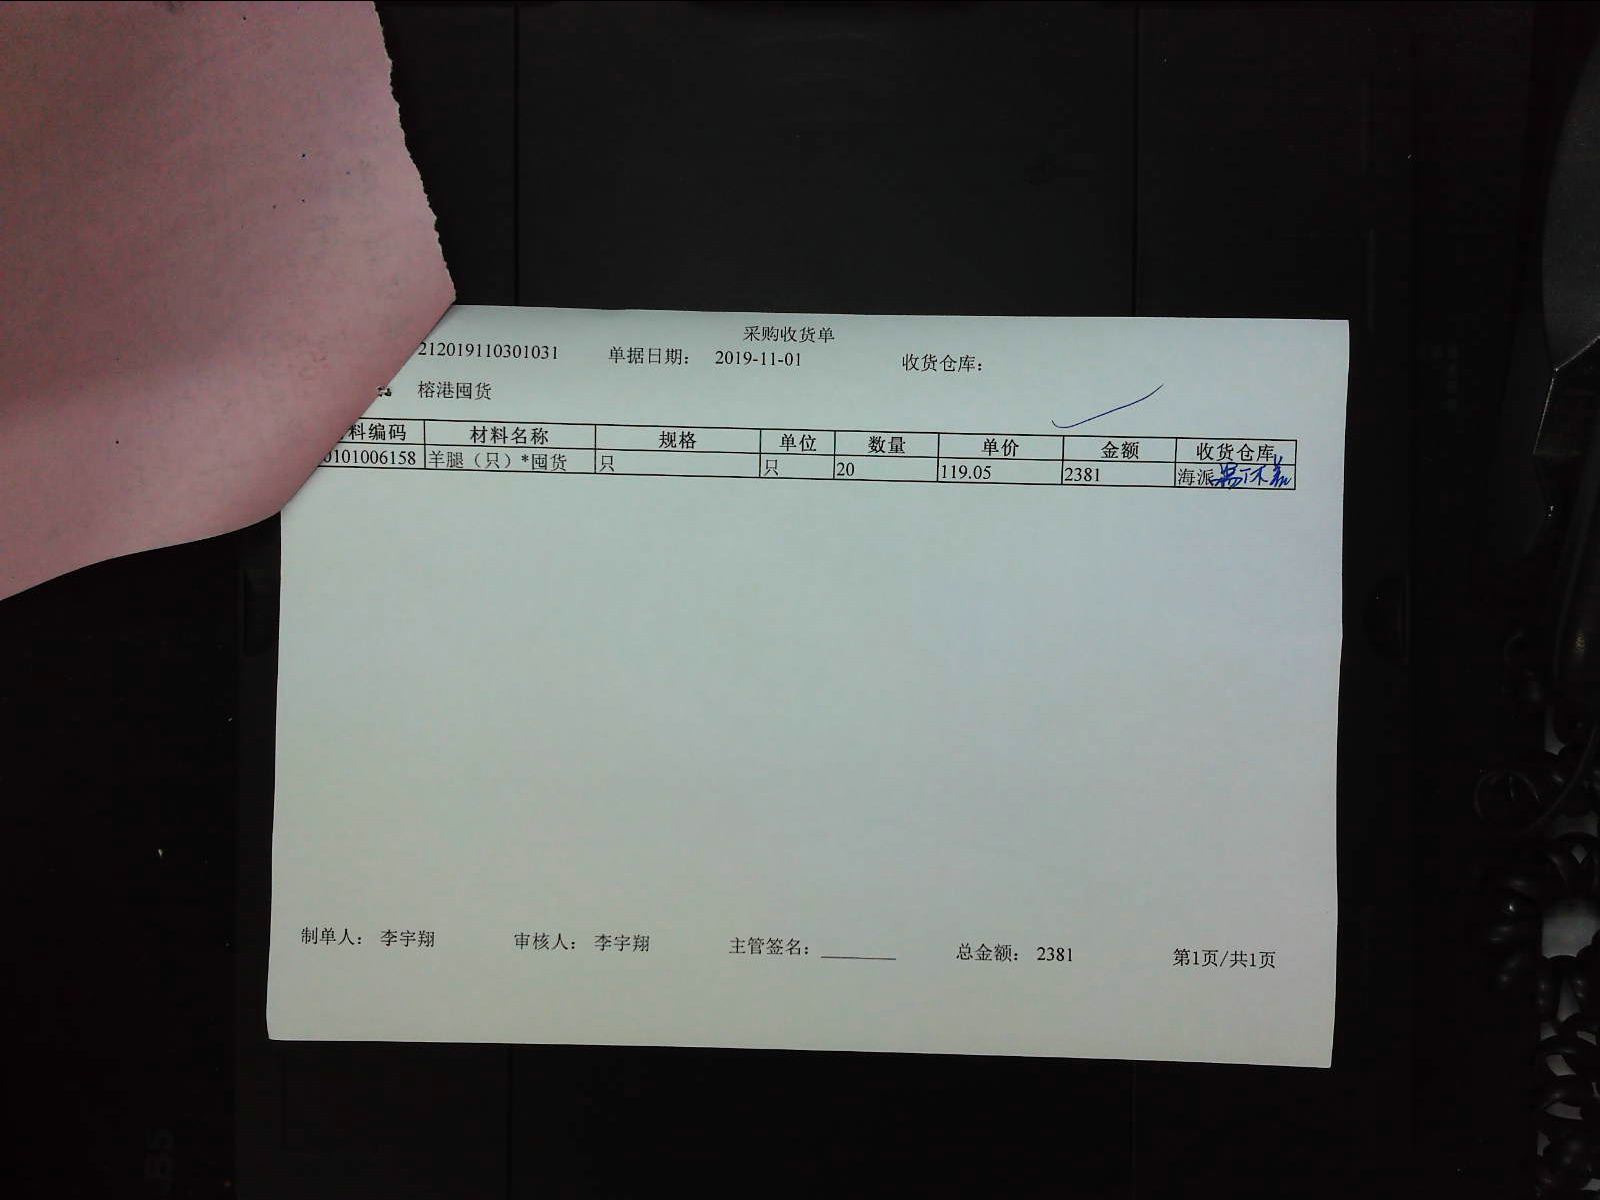 采购收货单
212019110301031 单据日期： 2019-11-01 收货仓库：
榕港囤货
料编码 材料名称 规格 单位 数量 单价 金额 收货仓库
0101006158 羊腿（只）*囤货 只 只 20 119.05 2381 海派
制单人： 李宇翔 审核人： 李宇翔 主管签名： 总金额： 2381 第1页/共1页